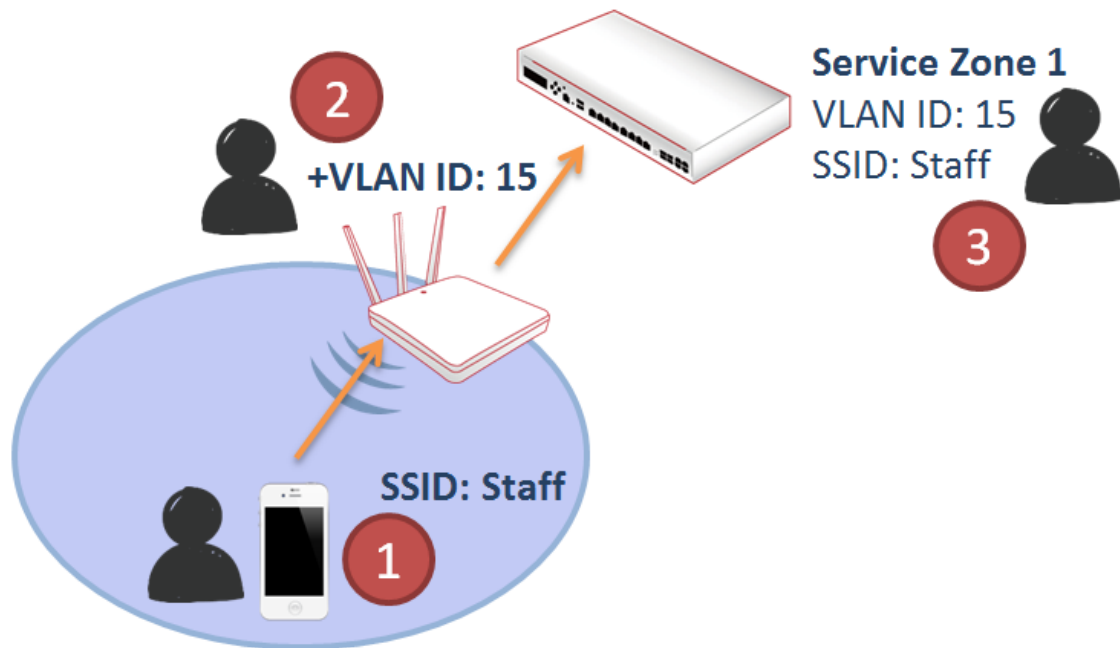 2
+VLAN ID: 15
Service Zone 1
VLAN ID: 15
SSID: Staff
3
SSID: Staff
1